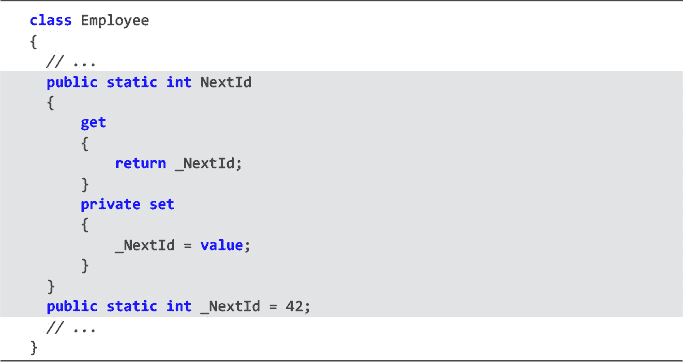 class Employee
{
// ...
public static int NextId
{
get
{
return _NextId;
}
private set
{
_NextId = value;
}
}
public static int _NextId = 42;
// ...
}